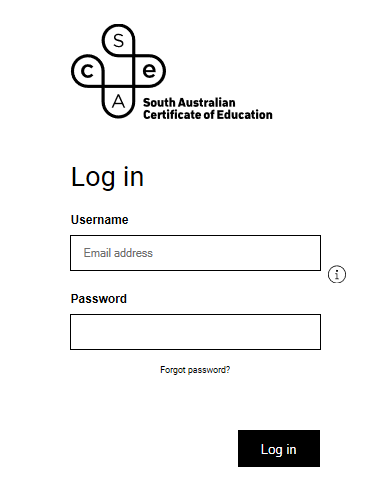 S
c e
A
South Australian
Certificate of Education
Log in
Username
Email address
i
Password
Forgot password?
Log in